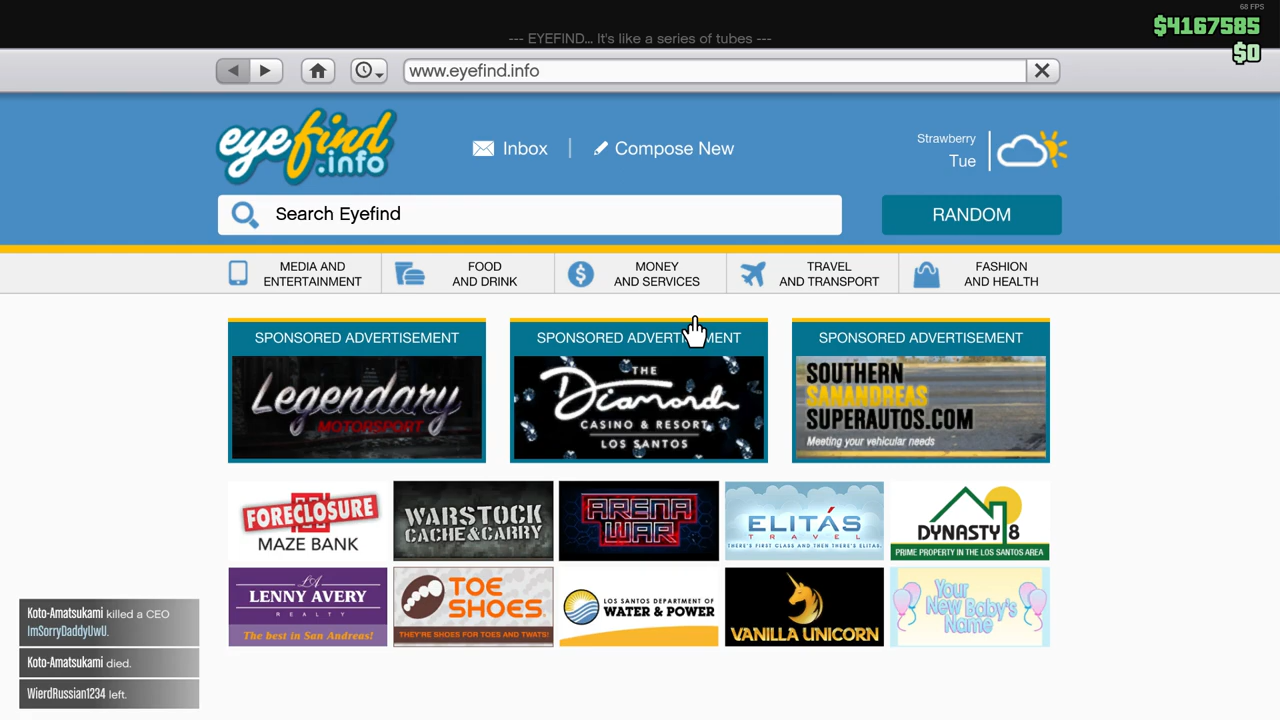 68 FPS
$4167585
$0
--- EYEFIND... It's like a series of tubes ---
www.eyefind.info
eyefind
.info
Inbox
Compose New
Strawberry
Tue
Search Eyefind
RANDOM
MEDIA AND
ENTERTAINMENT
FOOD
AND DRINK
MONEY
AND SERVICES
TRAVEL
AND TRANSPORT
FASHION
AND HEALTH
SPONSORED ADVERTISEMENT
Legendary
MOTORSPORT
SPONSORED ADVERTISEMENT
THE
Diamond
CASINO & RESORT
LOS SANTOS
SPONSORED ADVERTISEMENT
SOUTHERN
SANANDREAS
SUPERAUTOS.COM
Meeting your vehicular needs
FORECLOSURE
MAZE BANK
WARSTOCK
CACHE&CARRY
ARENA
WAR
ELITÁS
TRAVEL
THERE'S FIRST CLASS AND THEN THERE'S ELITAS.
DYNASTY 8
PRIME PROPERTY IN THE LOS SANTOS AREA
LA
LENNY AVERY
REALTY
The best in San Andreas!
TOE
SHOES.
THEY'RE SHOES FOR TOES AND TWATS!
LOS SANTOS DEPARTMENT OF
WATER & POWER
VANILLA UNICORN
Your
New Baby's
Name
Koto-Amatsukami killed a CEO
ImSorryDaddyUwU.
Koto-Amatsukami died.
WierdRussian1234 left.